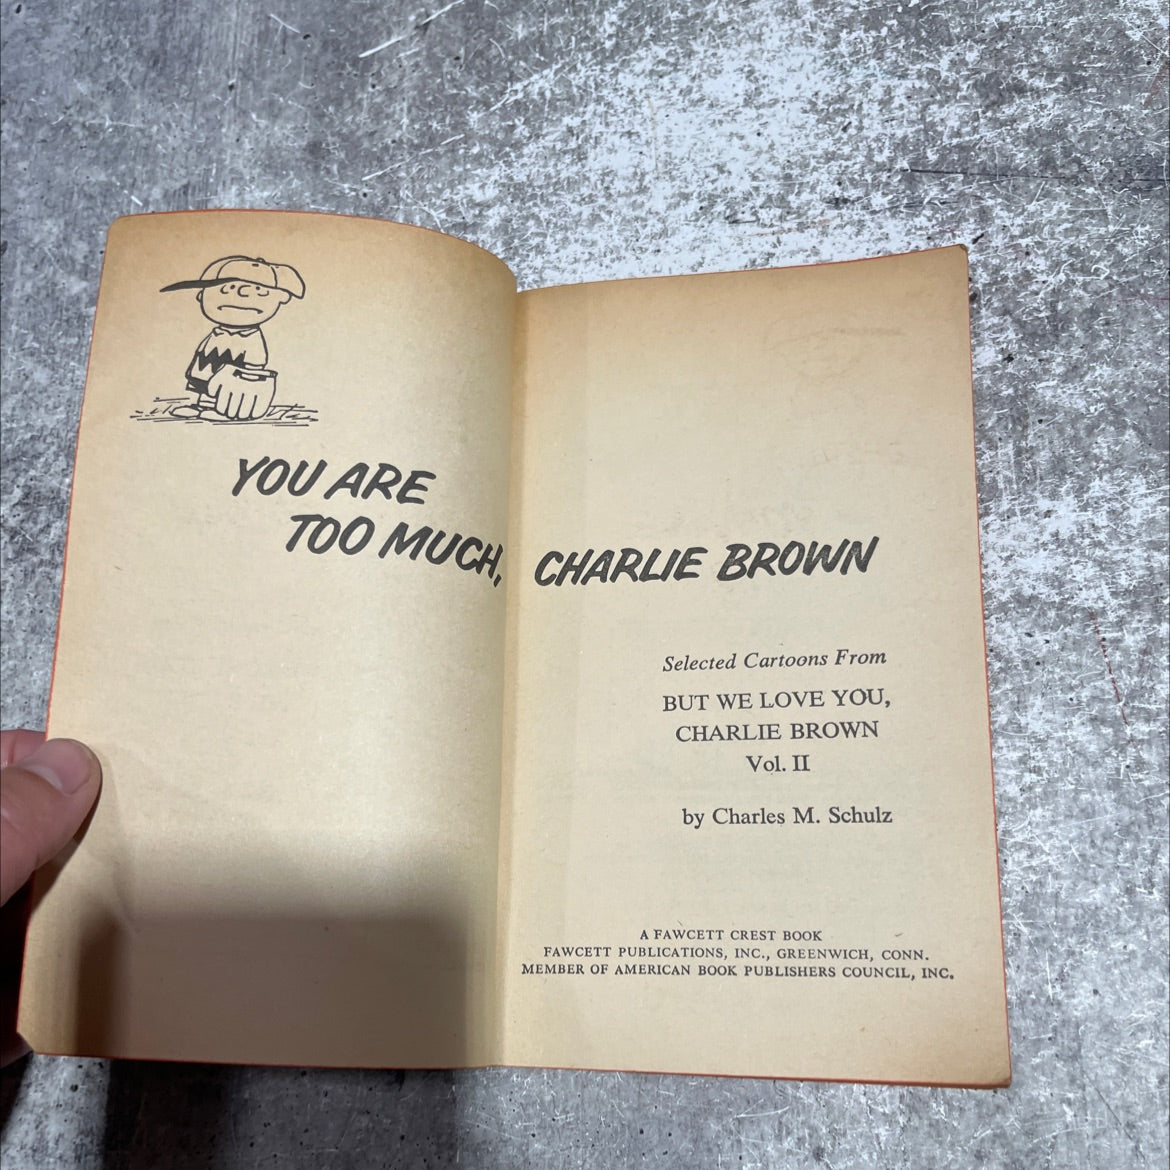 YOU ARE
TOO MUCH, CHARLIE BROWN
Selected Cartoons From
BUT WE LOVE YOU,
CHARLIE BROWN
Vol. II
by Charles M. Schulz
A FAWCETT CREST BOOK
FAWCETT PUBLICATIONS, INC., GREENWICH, CONN.
MEMBER OF AMERICAN BOOK PUBLISHERS COUNCIL, INC.